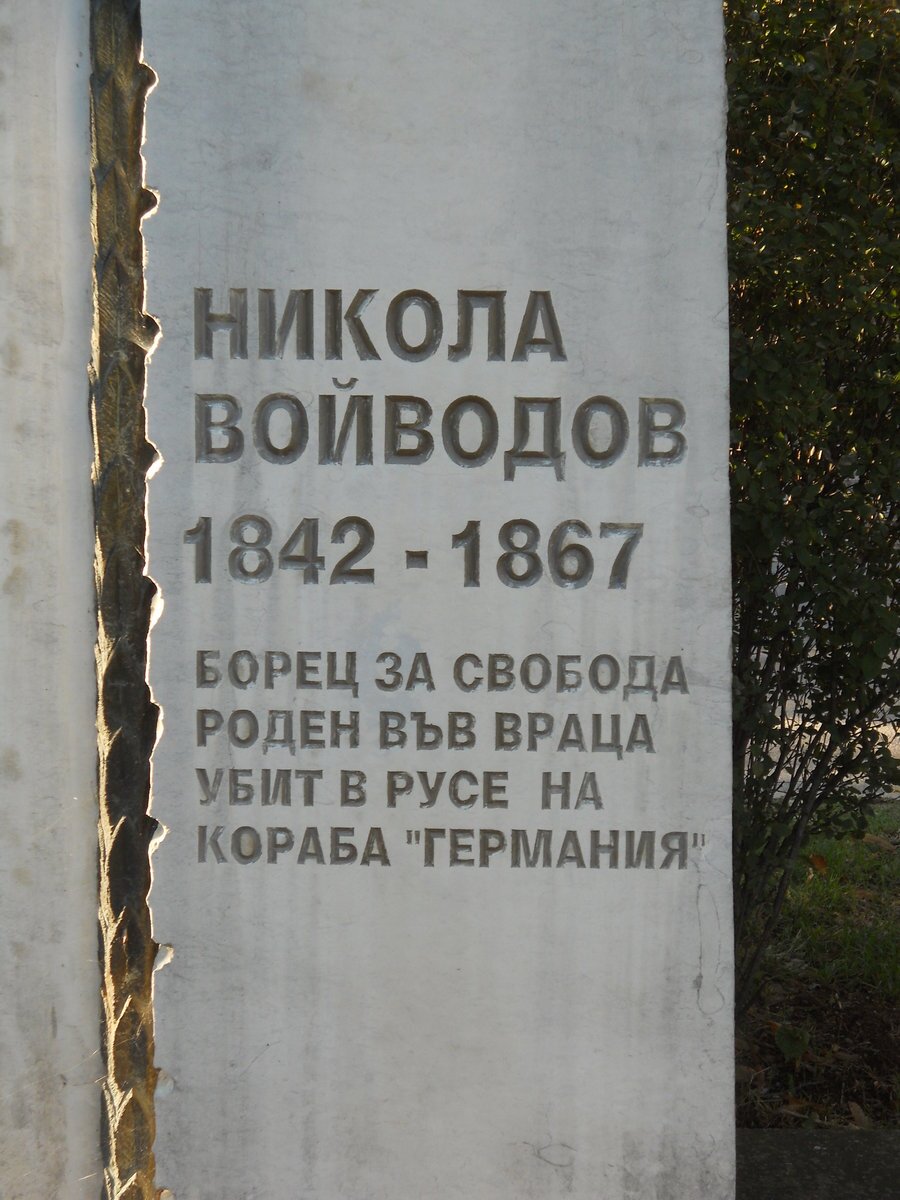 НИКОЛА
ВОЙВОДОВ
1842 - 1867
БОРЕЦ ЗА СВОБОДА
РОДЕН ВЪВ ВРАЦА
УБИТ В РУСЕ НА
КОРАБА "ГЕРМАНИЯ"